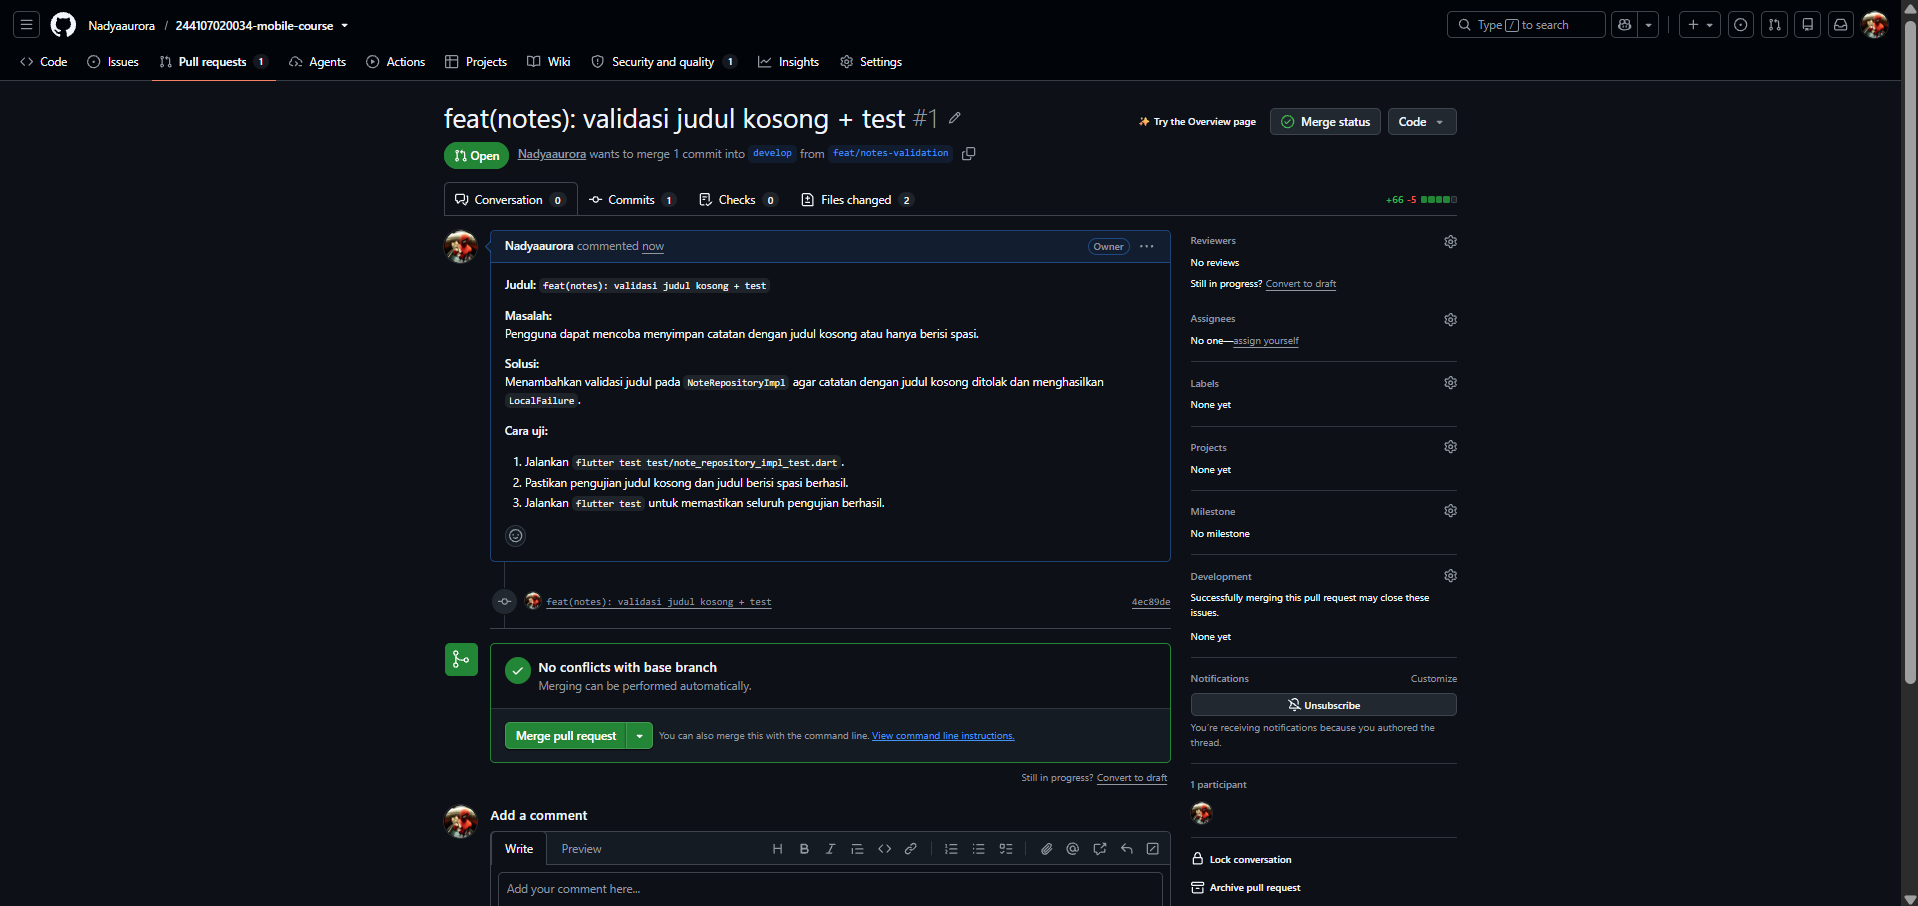 Nadyaaurora / 244107020034-mobile-course
Type / to search
Code
Issues
Pull requests 1
Agents
Actions
Projects
Wiki
Security and quality 1
Insights
Settings
feat(notes): validasi judul kosong + test #1
Try the Overview page
Merge status
Code
Open
Nadyaaurora wants to merge 1 commit into develop from feat/notes-validation
Conversation 0
Commits 1
Checks 0
Files changed 2
+66 -5
Nadyaaurora commented now
Owner
Judul: feat(notes): validasi judul kosong + test
Masalah:
Pengguna dapat mencoba menyimpan catatan dengan judul kosong atau hanya berisi spasi.
Solusi:
Menambahkan validasi judul pada NoteRepositoryImpl agar catatan dengan judul kosong ditolak dan menghasilkan
LocalFailure.
Cara uji:
1. Jalankan flutter test test/note_repository_impl_test.dart.
2. Pastikan pengujian judul kosong dan judul berisi spasi berhasil.
3. Jalankan flutter test untuk memastikan seluruh pengujian berhasil.
feat(notes): validasi judul kosong + test
4ec89de
No conflicts with base branch
Merging can be performed automatically.
Merge pull request
You can also merge this with the command line. View command line instructions.
Still in progress? Convert to draft
Add a comment
Write
Preview
Add your comment here...
Reviewers
No reviews
Still in progress? Convert to draft
Assignees
No one—assign yourself
Labels
None yet
Projects
None yet
Milestone
No milestone
Development
Successfully merging this pull request may close these
issues.
None yet
Notifications
Customize
Unsubscribe
You're receiving notifications because you authored the
thread.
1 participant
Lock conversation
Archive pull request